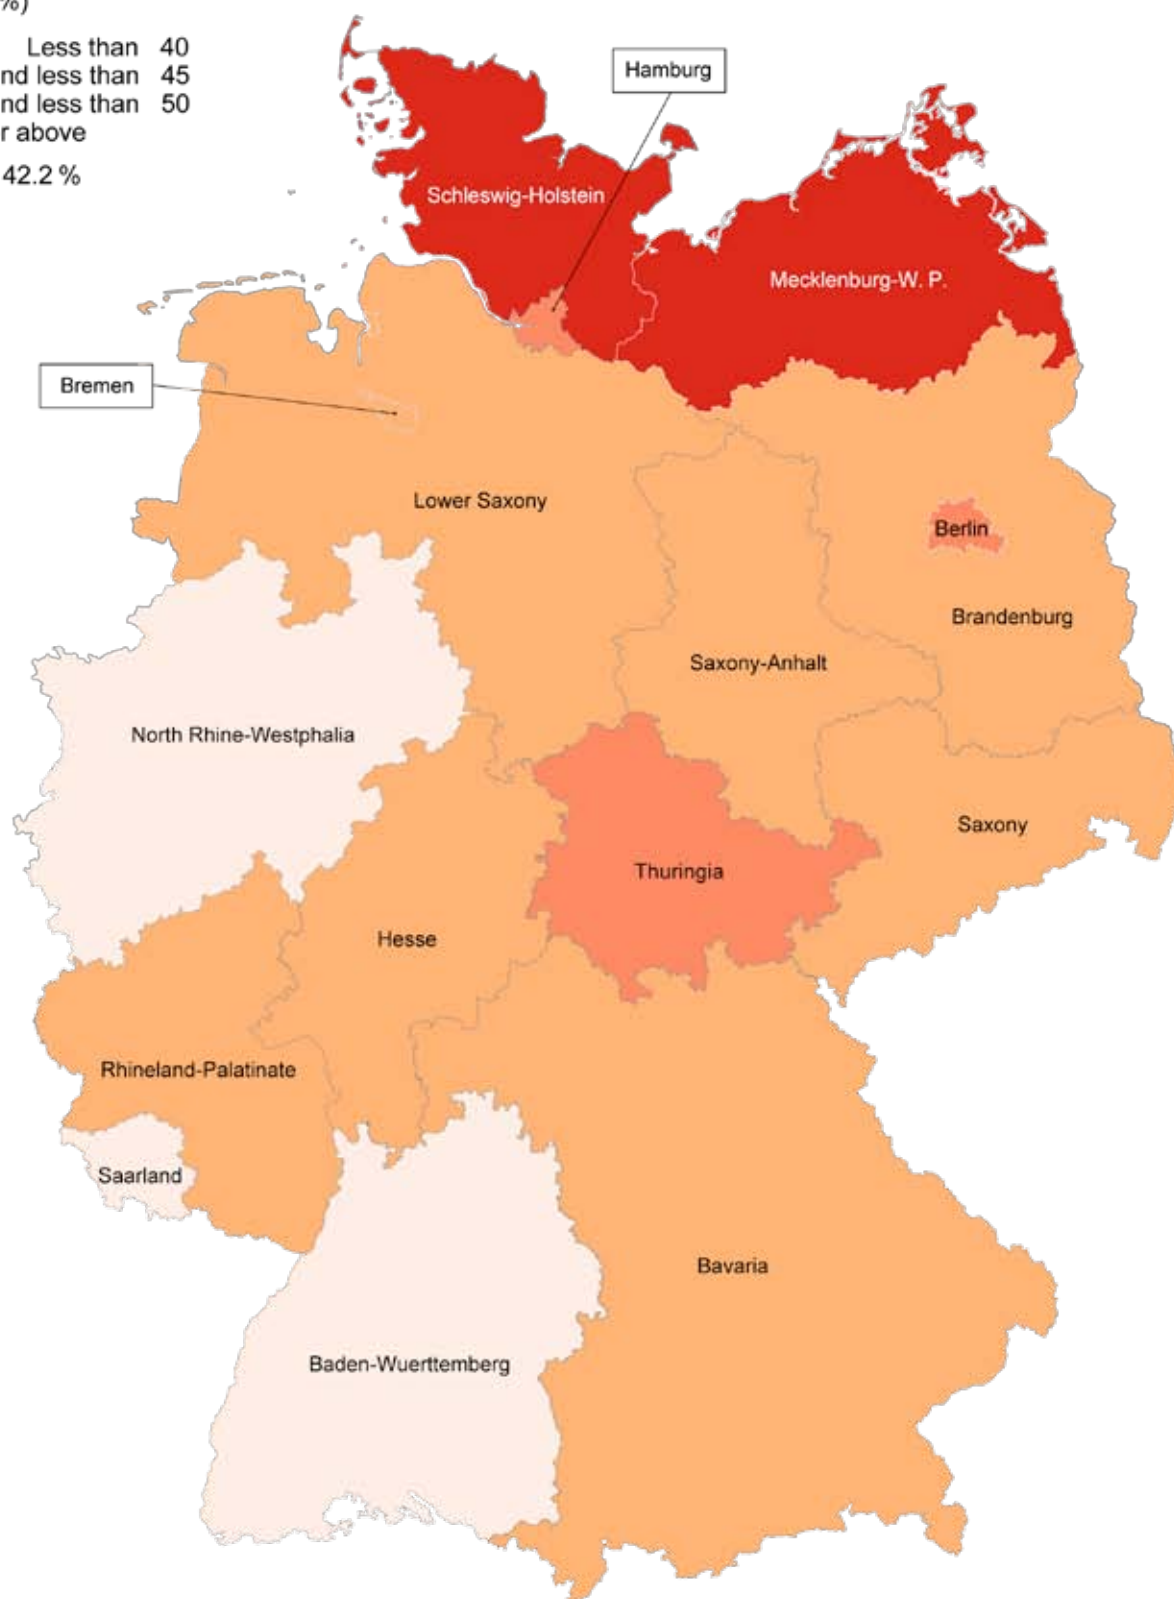 %)
Less than 40
nd less than 45
nd less than 50
r above
42.2 %
Hamburg
Schleswig-Holstein
Mecklenburg-W. P.
Bremen
Lower Saxony
Berlin
Brandenburg
Saxony-Anhalt
North Rhine-Westphalia
Saxony
Thuringia
Hesse
Rhineland-Palatinate
Saarland
Bavaria
Baden-Wuerttemberg